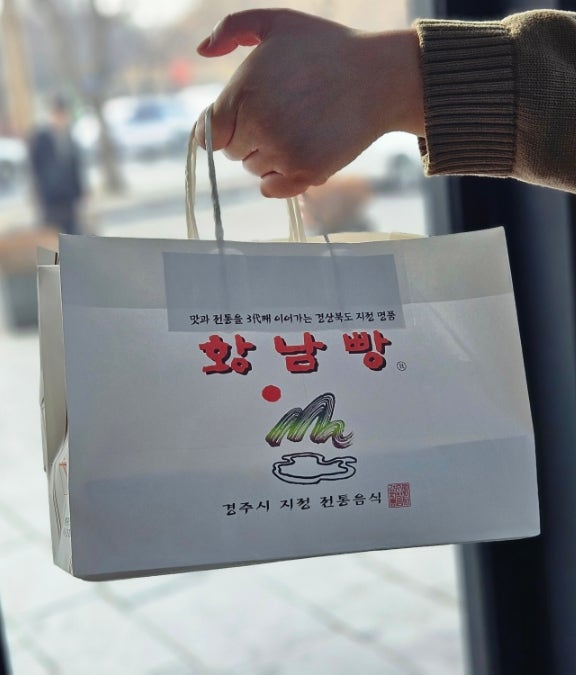 맛과 전통을 3代째 이어가는 경상북도 지정 명품
황남빵®
경주시 지정 전통음식